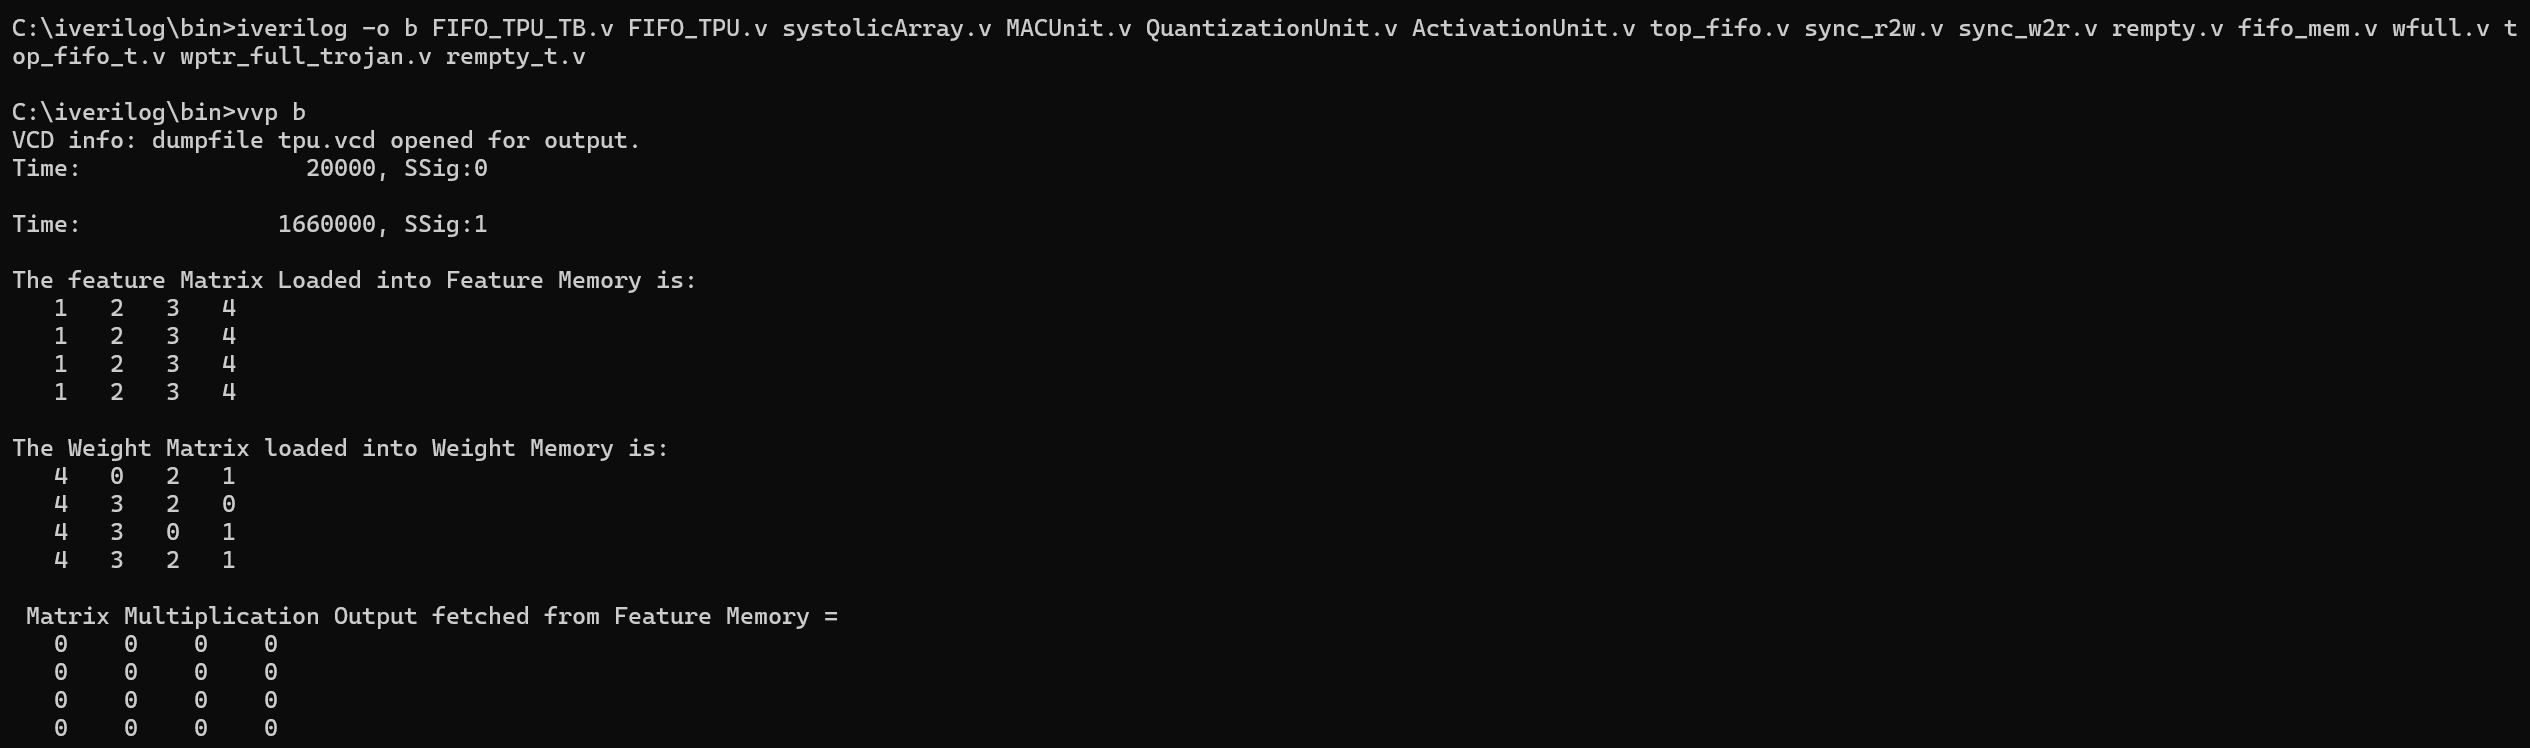 C:\iverilog\bin>iverilog -o b FIFO_TPU_TB.v FIFO_TPU.v systolicArray.v MACUnit.v QuantizationUnit.v ActivationUnit.v top_fifo.v sync_r2w.v sync_w2r.v rempty.v fifo_mem.v wfull.v t
op_fifo_t.v wptr_full_trojan.v rempty_t.v
C:\iverilog\bin>vvp b
VCD info: dumpfile tpu.vcd opened for output.
Time:                20000, SSig:0
Time:              1660000, SSig:1
The feature Matrix Loaded into Feature Memory is:
   1   2   3   4
   1   2   3   4
   1   2   3   4
   1   2   3   4
The Weight Matrix loaded into Weight Memory is:
   4   0   2   1
   4   3   2   0
   4   3   0   1
   4   3   2   1
 Matrix Multiplication Output fetched from Feature Memory =
   0    0    0    0
   0    0    0    0
   0    0    0    0
   0    0    0    0